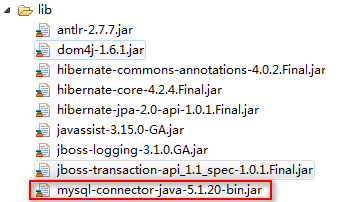 lib
antlr-2.7.7.jar
dom4j-1.6.1.jar
hibernate-commons-annotations-4.0.2.Final.jar
hibernate-core-4.2.4.Final.jar
hibernate-jpa-2.0-api-1.0.1.Final.jar
javassist-3.15.0-GA.jar
jboss-logging-3.1.0.GA.jar
jboss-transaction-api_1.1_spec-1.0.1.Final.jar
mysql-connector-java-5.1.20-bin.jar